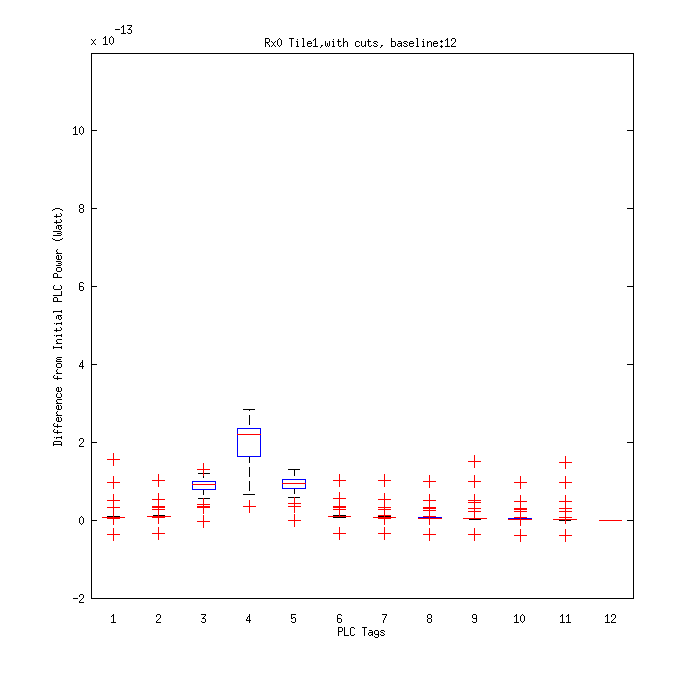 x 10-13
Rx0 Tile1,with cuts, baseline:12
10
8
6
4
2
0
-2
Difference from Initial PLC Power (Watt)
1 2 3 4 5 6 7 8 9 10 11 12
PLC Tags